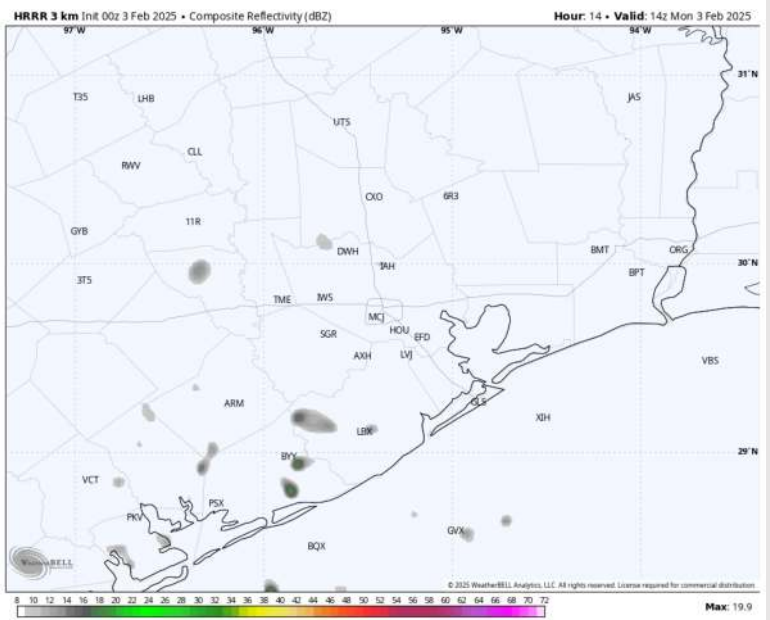 HRRR 3 km Init 00z 3 Feb 2025 • Composite Reflectivity (dBZ) Hour: 14 • Valid: 14z Mon 3 Feb 2025
97°W 96°W 95°W 94°W
31°N
T35 LHB JAS
UTS
CLL
RWV
CXO 6R3
11R
GYB
DWH BMT ORG
IAH 30°N
BPT
3T5
TME IWS
MCJ
HOU
SGR EFD
AXH LVJ
VBS
ARM GLS
XIH
LBX
BYY 29°N
VCT
PSX
PKV
GVX
BQX
WEATHERBELL
© 2025 WeatherBELL Analytics, LLC. All rights reserved. License required for commercial distribution.
8 10 12 14 16 18 20 22 24 26 28 30 32 34 36 38 40 42 44 46 48 50 52 54 56 58 60 62 64 66 68 70 72 Max: 19.9